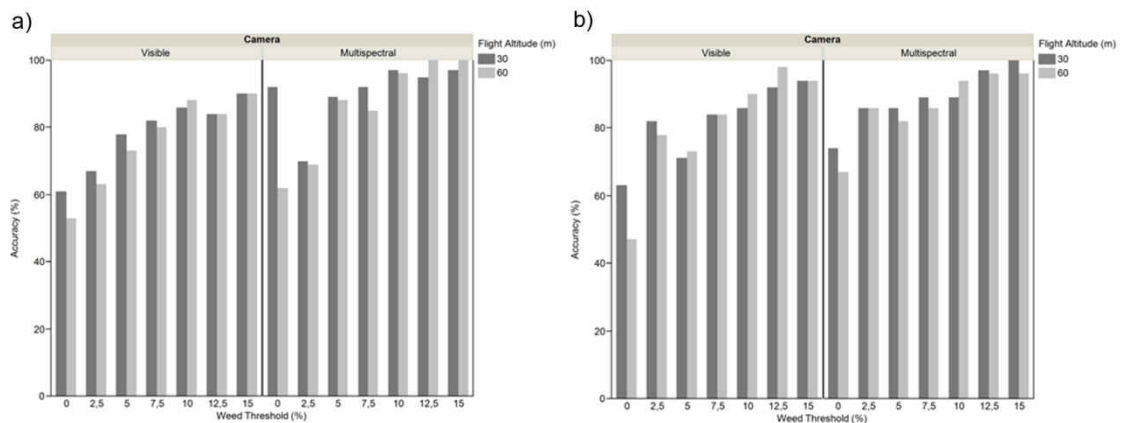 a)
Camera
Visible Multispectral
Flight Altitude (m)
30
60
100
80
60
40
20
0
Accuracy (%)
0 2,5 5 7,5 10 12,5 15 0 2,5 5 7,5 10 12,5 15
Weed Threshold (%)
b)
Camera
Visible Multispectral
Flight Altitude (m)
30
60
100
80
60
40
20
0
Accuracy (%)
0 2,5 5 7,5 10 12,5 15 0 2,5 5 7,5 10 12,5 15
Weed Threshold (%)